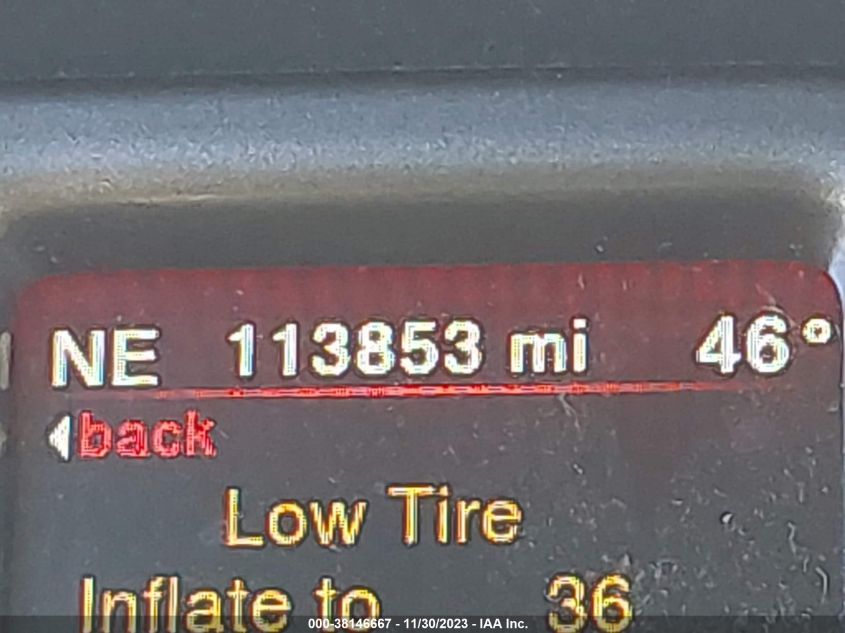 NE 113853 mi 46°
back
Low Tire
Inflate to 36
000-38146667 - 11/30/2023 - IAA Inc.